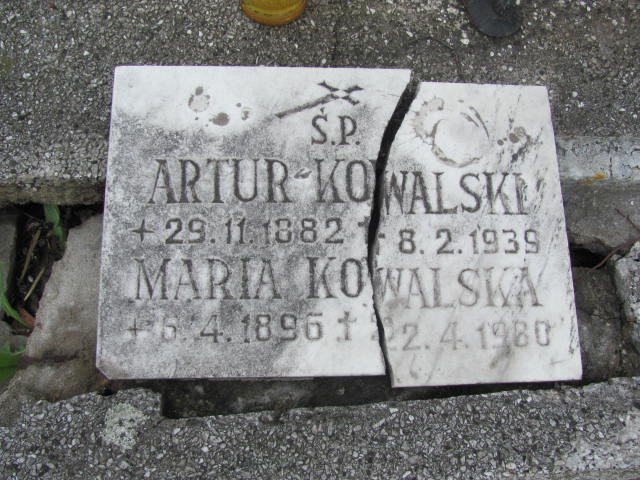 Ś.P.
ARTUR KOWALSKI
+ 29.11.1882 + 8.2.1939
MARIA KOWALSKA
+ 6.4.1896 † 22.4.1980